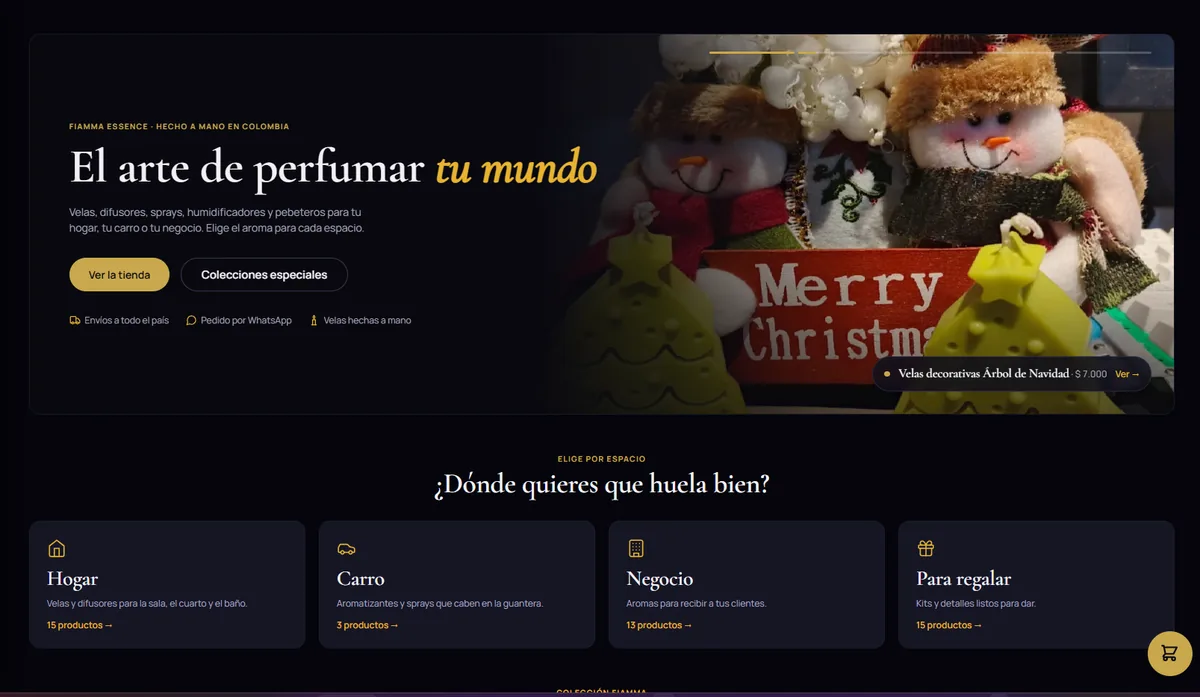 FIAMMA ESSENCE · HECHO A MANO EN COLOMBIA
El arte de perfumar tu mundo
Velas, difusores, sprays, humidificadores y pebeteros para tu
hogar, tu carro o tu negocio. Elige el aroma para cada espacio.
Ver la tienda
Colecciones especiales
Envíos a todo el país
Pedido por WhatsApp
Velas hechas a mano
Merry
Christmas
Velas decorativas Árbol de Navidad · $ 7.000 Ver →
ELIGE POR ESPACIO
¿Dónde quieres que huela bien?
Hogar
Velas y difusores para la sala, el cuarto y el baño.
15 productos →
Carro
Aromatizantes y sprays que caben en la guantera.
3 productos →
Negocio
Aromas para recibir a tus clientes.
13 productos →
Para regalar
Kits y detalles listos para dar.
15 productos →
COLECCIÓN FIAMMA